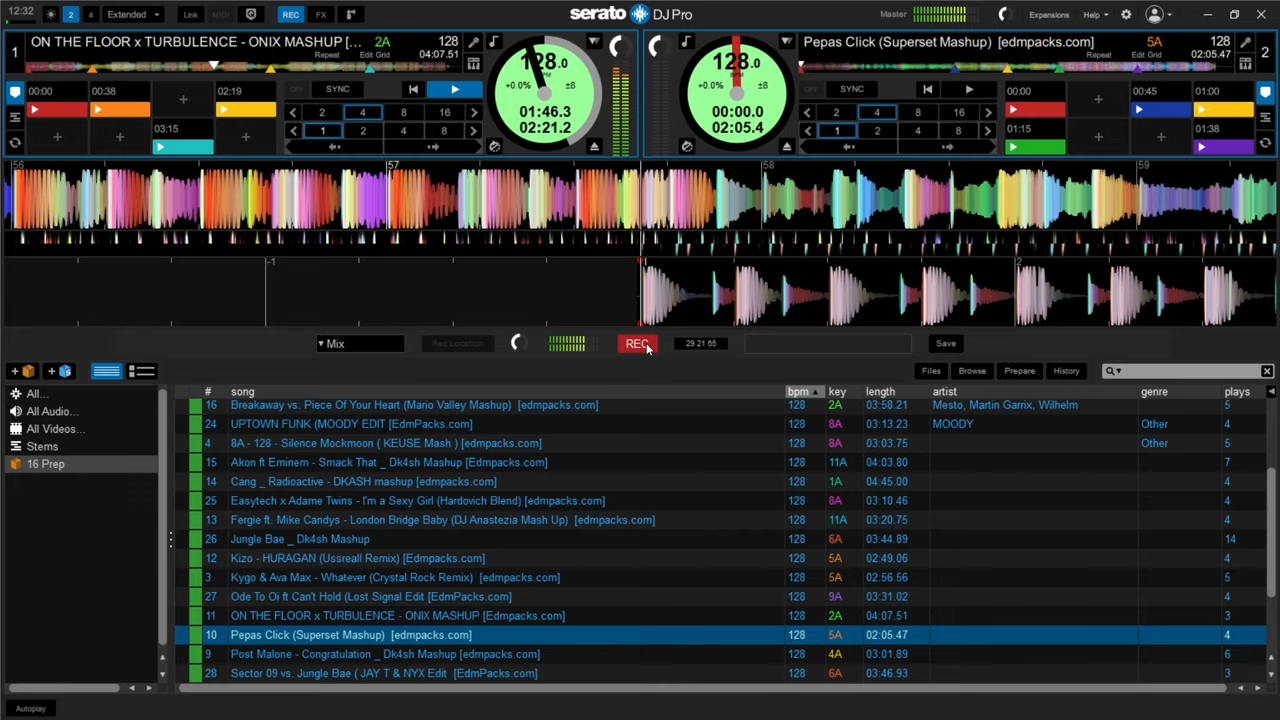 12:32 2 Extended Link MIDI REC FX serato DJ Pro Master Expansions Help
1 ON THE FLOOR x TURBULENCE - ONIX MASHUP [... 2A 128
Repeat Edit Grid 04:07.51
00:00 00:38 02:19
03:15
OFF SYNC
2 4 8 16
1 2 4 8
128.0
BPM
+0.0% ±8
01:46.3
02:21.2
128.0
BPM
+0.0% ±8
00:00.0
02:05.4
Pepas Click (Superset Mashup) [edmpacks.com] 5A 128 2
Repeat Edit Grid 02:05.47
OFF SYNC
2 4 8 16
1 2 4 8
00:00 00:45 01:00
01:15 01:38
56 57 58 59
-1 2
Mix Rec Location REC 29 21 65 Save
Files Browse Prepare History
All...
All Audio...
All Videos...
Stems
16 Prep
# song bpm key length artist genre plays
16 Breakaway vs. Piece Of Your Heart (Mario Valley Mashup) [edmpacks.com] 128 2A 03:58.21 Mesto, Martin Garrix, Wilhelm 5
24 UPTOWN FUNK (MOODY EDIT [EdmPacks.com] 128 8A 03:13.23 MOODY Other 4
4 8A - 128 - Silence Mockmoon ( KEUSE Mash ) [edmpacks.com] 128 8A 03:03.75 Other 5
15 Akon ft Eminem - Smack That _ Dk4sh Mashup [EdmPacks.com] 128 11A 04:03.80 7
14 Cang _ Radioactive - DKASH mashup [edmpacks.com] 128 1A 04:45.00 4
25 Easytech x Adame Twins - I'm a Sexy Girl (Hardovich Blend) [edmpacks.com] 128 8A 03:10.46 4
13 Fergie ft. Mike Candys - London Bridge Baby (DJ Anastezia Mash Up) [edmpacks.com] 128 11A 03:20.75 4
26 Jungle Bae _ Dk4sh Mashup 128 6A 03:44.89 14
12 Kizo - HURAGAN (Ussreall Remix) [EdmPacks.com] 128 5A 02:49.06 4
3 Kygo & Ava Max - Whatever (Crystal Rock Remix) [edmpacks.com] 128 5A 02:56.56 5
27 Ode To Oi ft Can't Hold (Lost Signal Edit [EdmPacks.com] 128 9A 03:31.02 4
11 ON THE FLOOR x TURBULENCE - ONIX MASHUP [EdmPacks.com] 128 2A 04:07.51 3
10 Pepas Click (Superset Mashup) [edmpacks.com] 128 5A 02:05.47 4
9 Post Malone - Congratulation _ Dk4sh Mashup [EdmPacks.com] 128 4A 03:01.89 6
28 Sector 09 vs. Jungle Bae ( JAY T & NYX Edit [EdmPacks.com] 128 6A 03:46.93 3
Autoplay